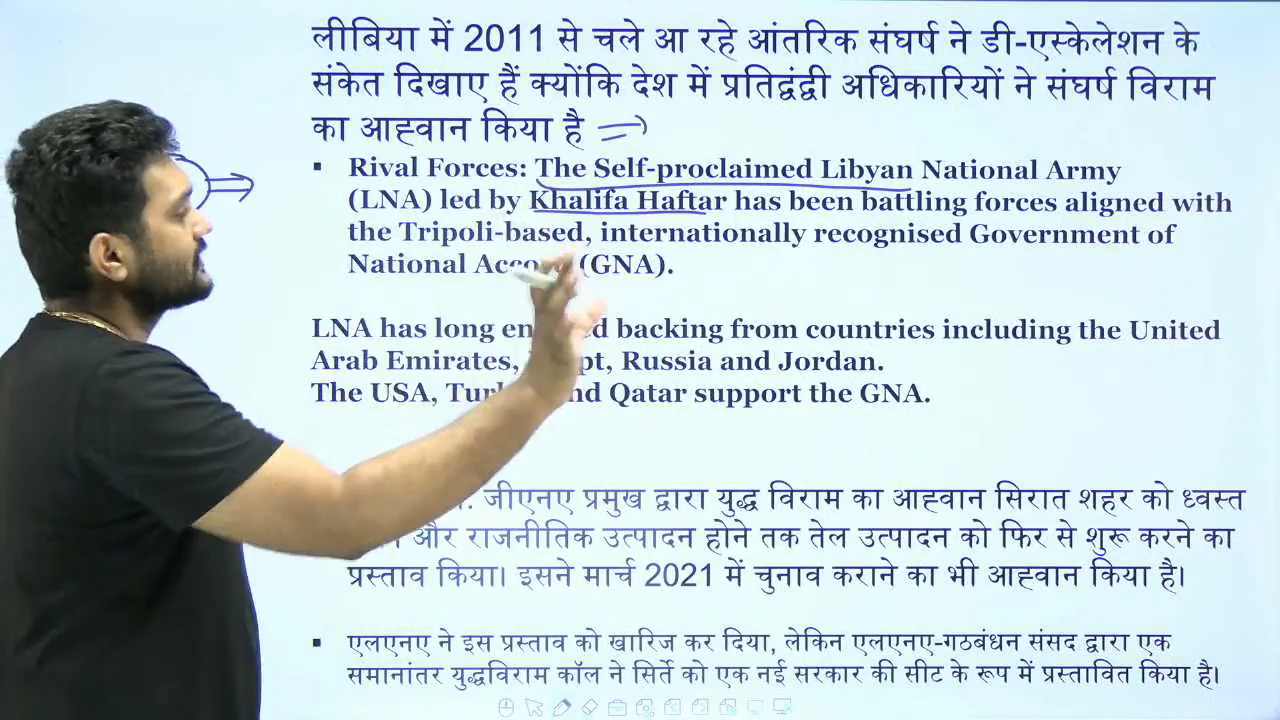 लीबिया में 2011 से चले आ रहे आंतरिक संघर्ष ने डी-एस्केलेशन के
संकेत दिखाए हैं क्योंकि देश में प्रतिद्वंद्वी अधिकारियों ने संघर्ष विराम
का आह्वान किया है
▪ Rival Forces: The Self-proclaimed Libyan National Army
(LNA) led by Khalifa Haftar has been battling forces aligned with
the Tripoli-based, internationally recognised Government of
National (GNA).
LNA has long backing from countries including the United
Arab Emirates, Russia and Jordan.
The USA, and Qatar support the GNA.
जीएनए प्रमुख द्वारा युद्ध विराम का आह्वान सिरात शहर को ध्वस्त
और राजनीतिक उत्पादन होने तक तेल उत्पादन को फिर से शुरू करने का
प्रस्ताव किया। इसने मार्च 2021 में चुनाव कराने का भी आह्वान किया है।
▪ एलएनए ने इस प्रस्ताव को खारिज कर दिया, लेकिन एलएनए-गठबंधन संसद द्वारा एक
समानांतर युद्धविराम कॉल ने सिर्ते को एक नई सरकार की सीट के रूप में प्रस्तावित किया है।